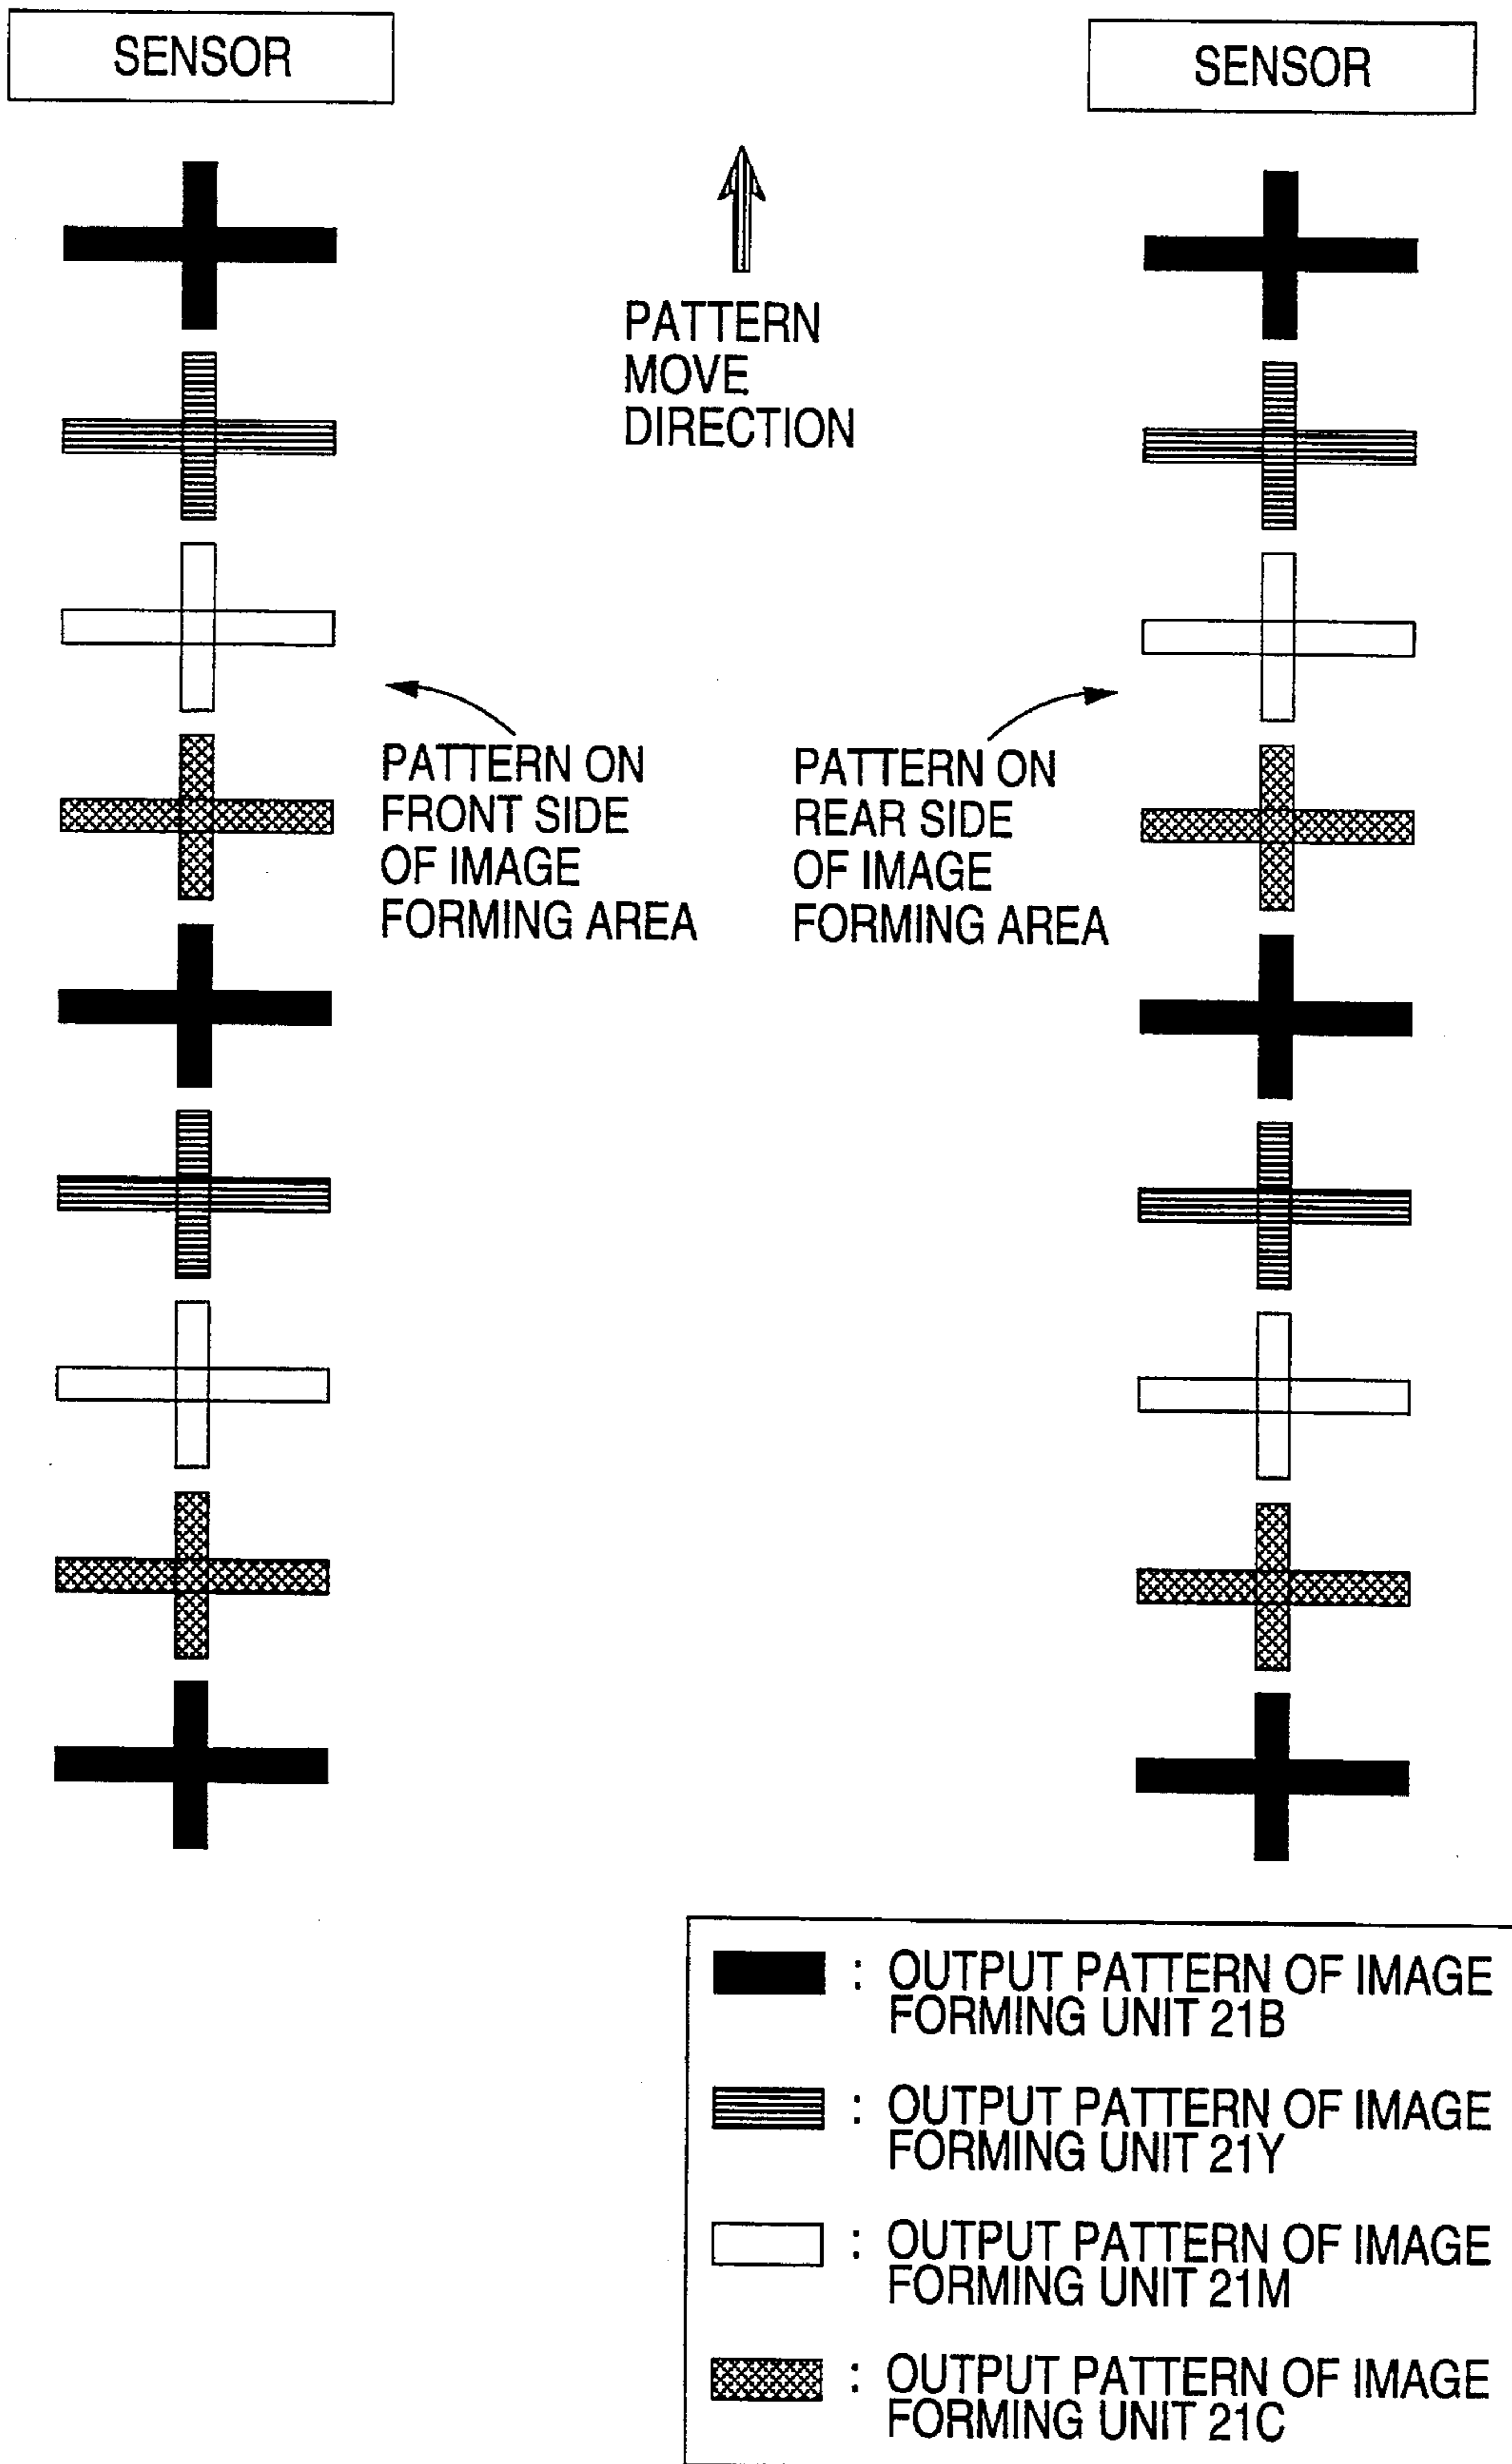 SENSOR
SENSOR
PATTERN
MOVE
DIRECTION
PATTERN ON
FRONT SIDE
OF IMAGE
FORMING AREA
PATTERN ON
REAR SIDE
OF IMAGE
FORMING AREA
: OUTPUT PATTERN OF IMAGE
FORMING UNIT 21B
: OUTPUT PATTERN OF IMAGE
FORMING UNIT 21Y
: OUTPUT PATTERN OF IMAGE
FORMING UNIT 21M
: OUTPUT PATTERN OF IMAGE
FORMING UNIT 21C